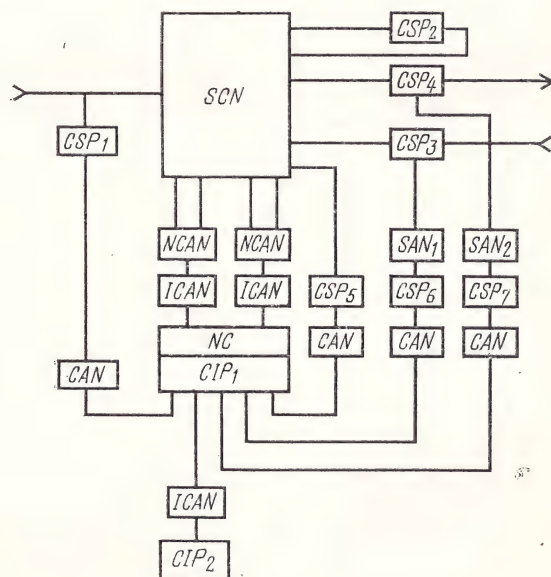 CSP2
SCN
CSP4
CSP1
CSP3
NCAN NCAN SAN1 SAN2
ICAN ICAN CSP5 CSP6 CSP7
NC
CAN CAN CAN
CAN CIP1
ICAN
CIP2